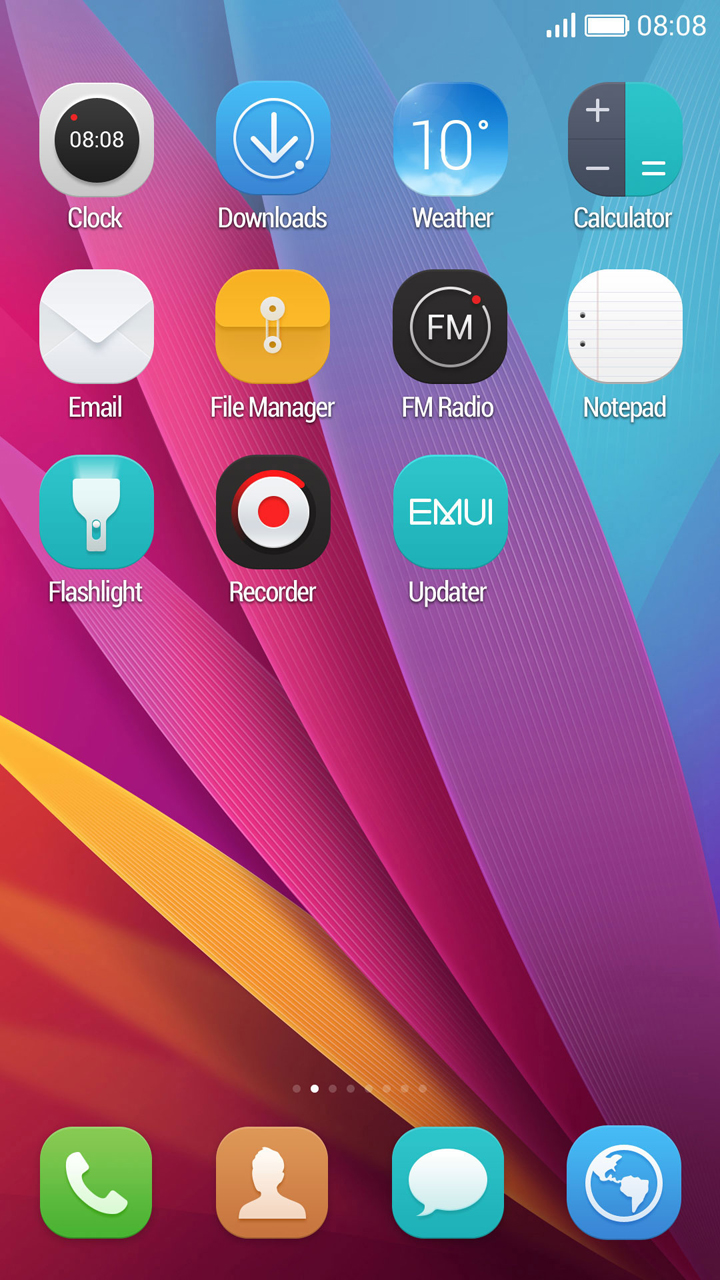 08:08
08:08
Clock
Downloads
10°
Weather
Calculator
Email
File Manager
FM
FM Radio
Notepad
Flashlight
Recorder
EMUI
Updater